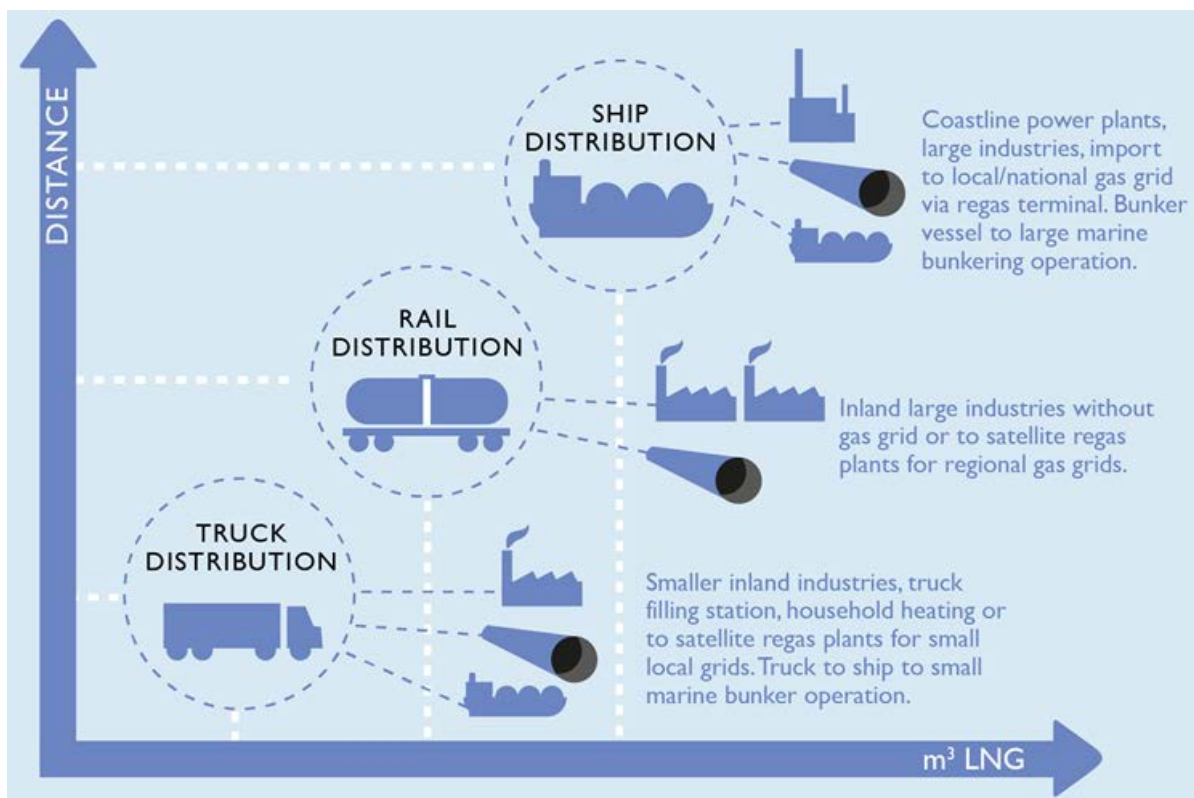 DISTANCE
SHIP
DISTRIBUTION
Coastline power plants,
large industries, import
to local/national gas grid
via regas terminal. Bunker
vessel to large marine
bunkering operation.
RAIL
DISTRIBUTION
Inland large industries without
gas grid or to satellite regas
plants for regional gas grids.
TRUCK
DISTRIBUTION
Smaller inland industries, truck
filling station, household heating or
to satellite regas plants for small
local grids. Truck to ship to small
marine bunker operation.
m³ LNG